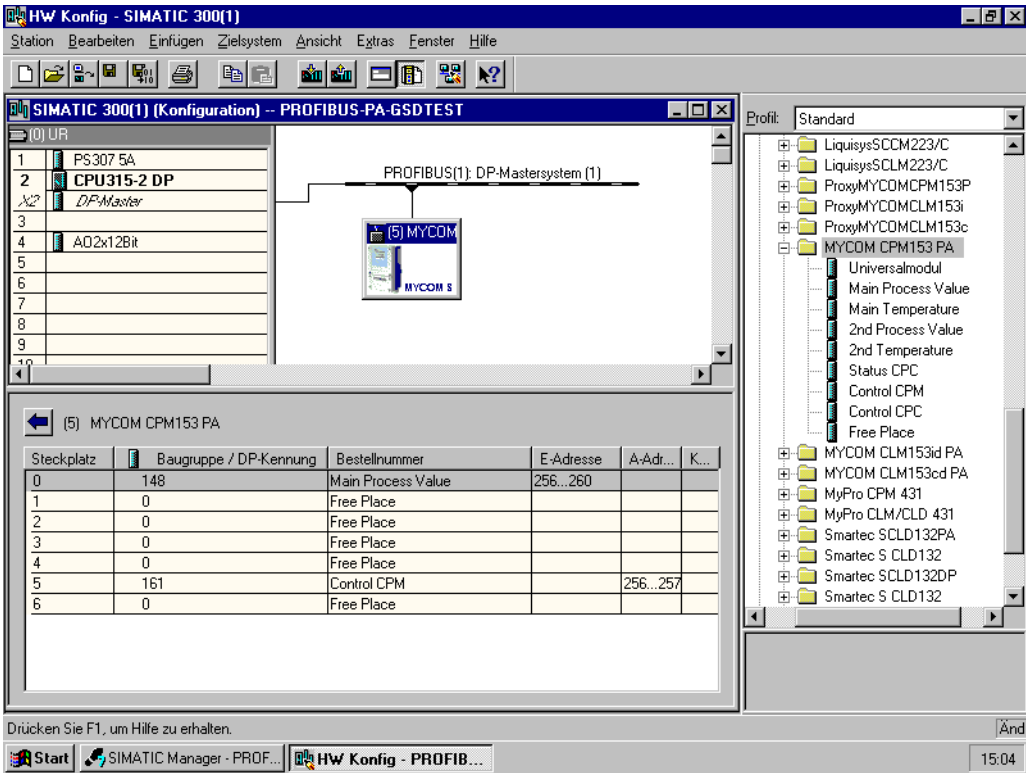 HW Konfig - SIMATIC 300(1)
Station Bearbeiten Einfügen Zielsystem Ansicht Extras Fenster Hilfe
SIMATIC 300(1) (Konfiguration) -- PROFIBUS-PA-GSDTEST
(0) UR
1 PS307 5A
2 CPU315-2 DP
X2 DP-Master
3
4 AO2x12Bit
5
6
7
8
9
10
PROFIBUS(1): DP-Mastersystem (1)
(5) MYCOM
MYCOM S
(5) MYCOM CPM153 PA
Steckplatz Baugruppe / DP-Kennung Bestellnummer E-Adresse A-Adr... K...
0 148 Main Process Value 256...260
1 0 Free Place
2 0 Free Place
3 0 Free Place
4 0 Free Place
5 161 Control CPM 256...257
6 0 Free Place
Profil: Standard
LiquisysSCCM223/C
LiquisysSCLM223/C
ProxyMYCOMCPM153P
ProxyMYCOMCLM153i
ProxyMYCOMCLM153c
MYCOM CPM153 PA
Universalmodul
Main Process Value
Main Temperature
2nd Process Value
2nd Temperature
Status CPC
Control CPM
Control CPC
Free Place
MYCOM CLM153id PA
MYCOM CLM153cd PA
MyPro CPM 431
MyPro CLM/CLD 431
Smartec SCLD132PA
Smartec S CLD132
Smartec SCLD132DP
Smartec S CLD132
Drücken Sie F1, um Hilfe zu erhalten.
Änd
Start SIMATIC Manager - PROF... HW Konfig - PROFIB... 15:04